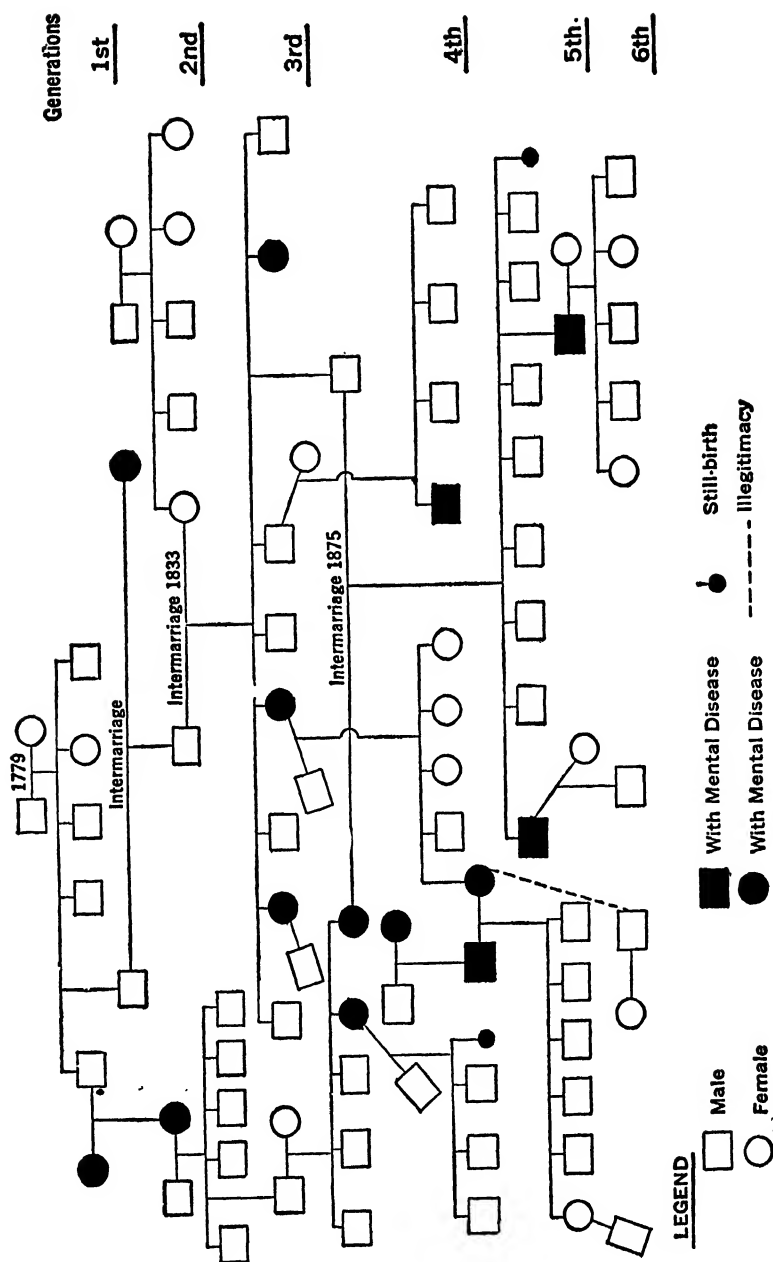 Generations
1st
2nd
3rd
4th
5th.
6th
1779
Intermarriage
Intermarriage 1833
Intermarriage 1875
LEGEND
Male
With Mental Disease
Still-birth
Female
With Mental Disease
Illegitimacy